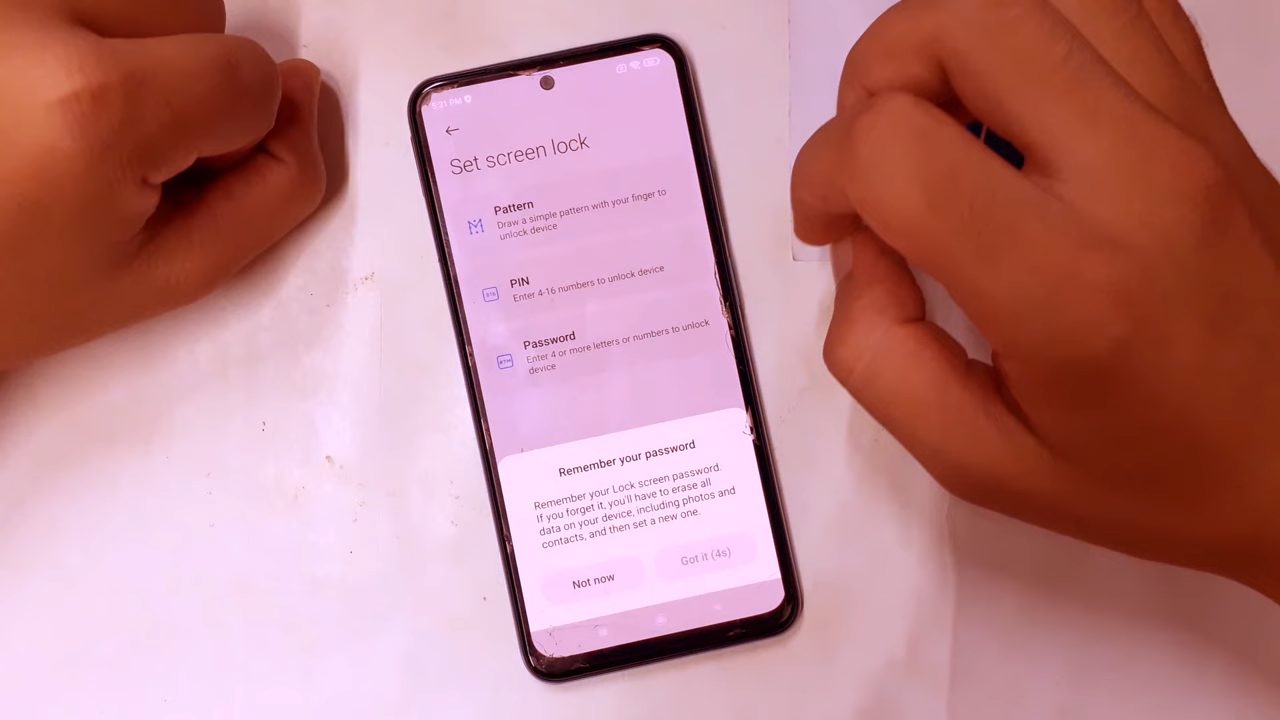 5:31 PM
Set screen lock
Pattern
Draw a simple pattern with your finger to
unlock device
PIN
Enter 4-16 numbers to unlock device
Password
Enter 4 or more letters or numbers to unlock
device
Remember your password
Remember your Lock screen password.
If you forget it, you'll have to erase all
data on your device, including photos and
contacts, and then set a new one.
Not now
Got it (4s)